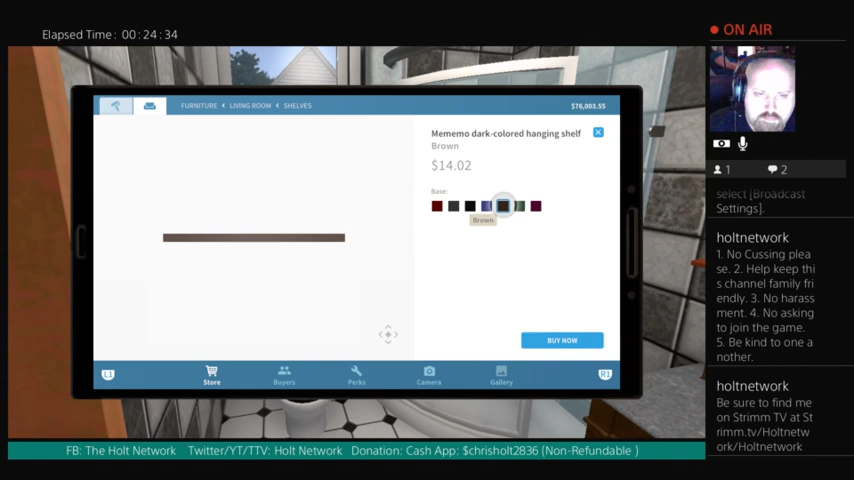 Elapsed Time : 00:24:34
ON AIR
FURNITURE LIVING ROOM SHELVES
$76,003.55
Mememo dark-colored hanging shelf
Brown
$14.02
Base:
Brown
BUY NOW
L1
Store
Buyers
Perks
Camera
Gallery
R1
1
2
select [Broadcast
Settings].
holtnetwork
1. No Cussing plea
se. 2. Help keep thi
s channel family fri
endly. 3. No harass
ment. 4. No asking
to join the game.
5. Be kind to one a
nother.
holtnetwork
Be sure to find me
on Strimm TV at St
rimm.tv/Holtnetw
ork/Holtnetwork
FB: The Holt Network Twitter/YT/TTV: Holt Network Donation: Cash App: $chrisholt2836 (Non-Refundable )